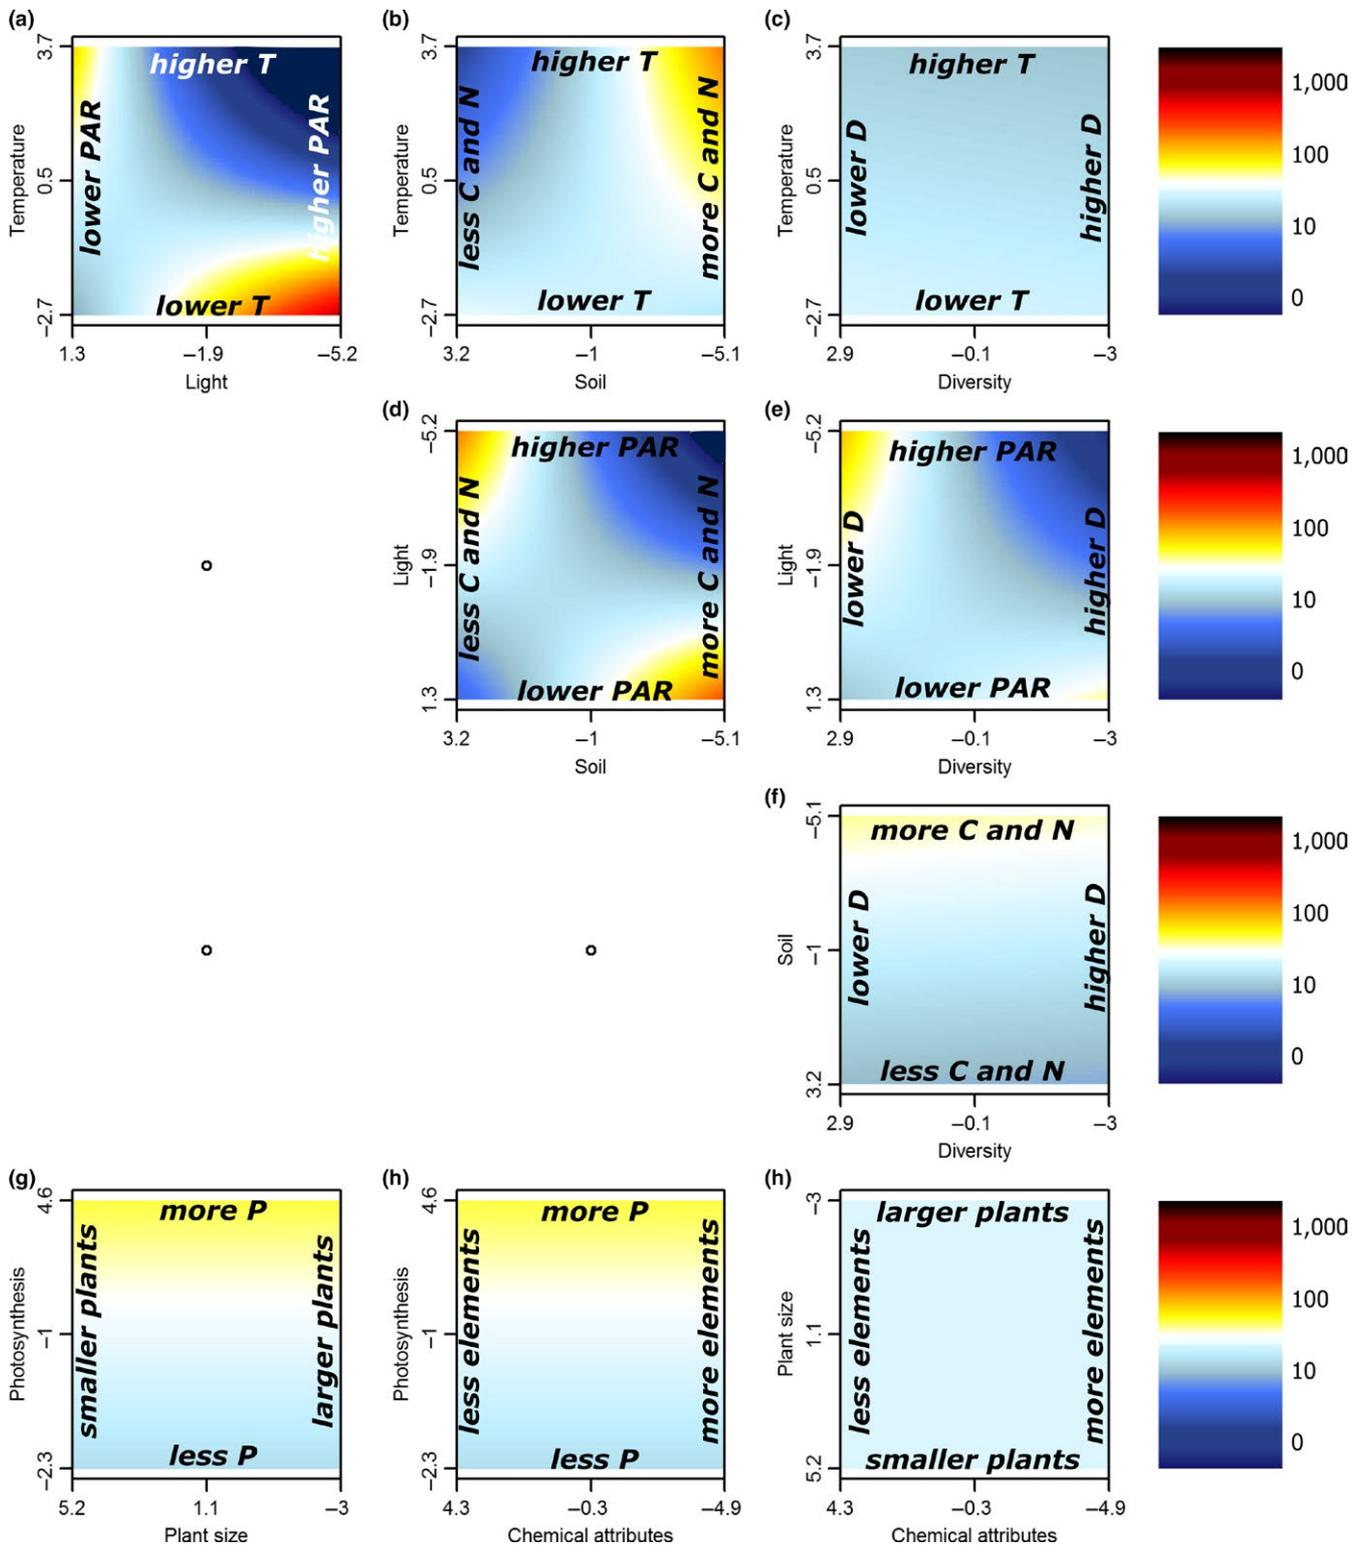 (a)
3.7
0.5
−2.7
Temperature
higher T
lower PAR
higher PAR
lower T
1.3
−1.9
−5.2
Light
(b)
3.7
0.5
−2.7
Temperature
higher T
less C and N
more C and N
lower T
3.2
−1
−5.1
Soil
(c)
3.7
0.5
−2.7
Temperature
higher T
lower D
higher D
lower T
2.9
−0.1
−3
Diversity
1,000
100
10
0
(d)
−5.2
−1.9
1.3
Light
higher PAR
less C and N
more C and N
lower PAR
3.2
−1
−5.1
Soil
(e)
−5.2
−1.9
1.3
Light
higher PAR
lower D
higher D
lower PAR
2.9
−0.1
−3
Diversity
1,000
100
10
0
(f)
−5.1
−1
3.2
Soil
more C and N
lower D
higher D
less C and N
2.9
−0.1
−3
Diversity
1,000
100
10
0
(g)
4.6
−1
−2.3
Photosynthesis
more P
smaller plants
larger plants
less P
5.2
1.1
−3
Plant size
(h)
4.6
−1
−2.3
Photosynthesis
more P
less elements
more elements
less P
4.3
−0.3
−4.9
Chemical attributes
(h)
−3
1.1
5.2
Plant size
larger plants
less elements
more elements
smaller plants
4.3
−0.3
−4.9
Chemical attributes
1,000
100
10
0